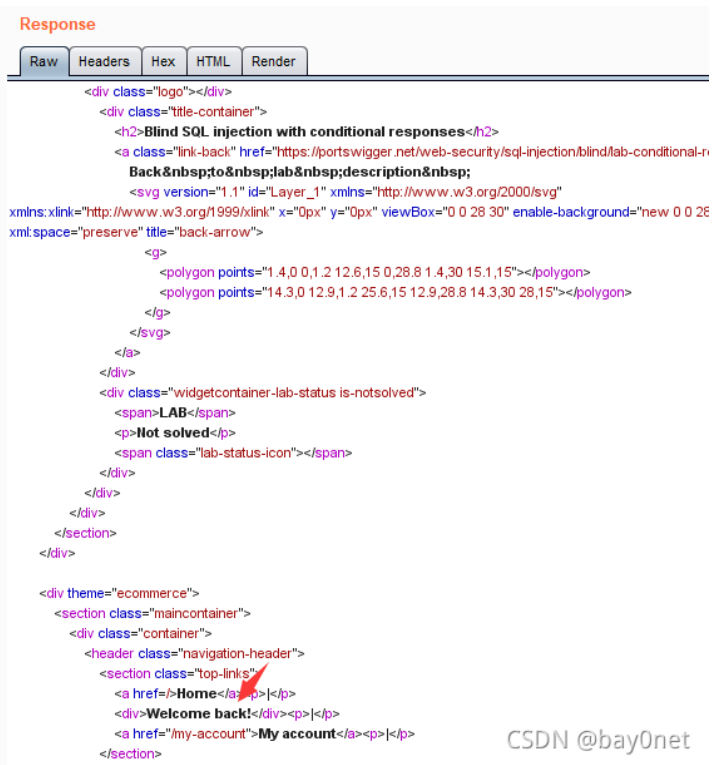 Response
Raw Headers Hex HTML Render
<div class="logo"></div>
<div class="title-container">
<h2>Blind SQL injection with conditional responses</h2>
<a class="link-back" href="https://portswigger.net/web-security/sql-injection/blind/lab-conditional-r
Back&nbsp;to&nbsp;lab&nbsp;description&nbsp;
<svg version="1.1" id="Layer_1" xmlns="http://www.w3.org/2000/svg"
xmlns:xlink="http://www.w3.org/1999/xlink" x="0px" y="0px" viewBox="0 0 28 30" enable-background="new 0 0 28
xml:space="preserve" title="back-arrow">
<g>
<polygon points="1.4,0 0,1.2 12.6,15 0,28.8 1.4,30 15.1,15"></polygon>
<polygon points="14.3,0 12.9,1.2 25.6,15 12.9,28.8 14.3,30 28,15"></polygon>
</g>
</svg>
</a>
</div>
<div class="widgetcontainer-lab-status is-notsolved">
<span>LAB</span>
<p>Not solved</p>
<span class="lab-status-icon"></span>
</div>
</div>
</div>
</section>
</div>
<div theme="ecommerce">
<section class="maincontainer">
<div class="container">
<header class="navigation-header">
<section class="top-links">
<a href=/>Home</a><p>|</p>
<div>Welcome back!</div><p>|</p>
<a href="/my-account">My account</a><p>|</p>
</section>
CSDN @bay0net